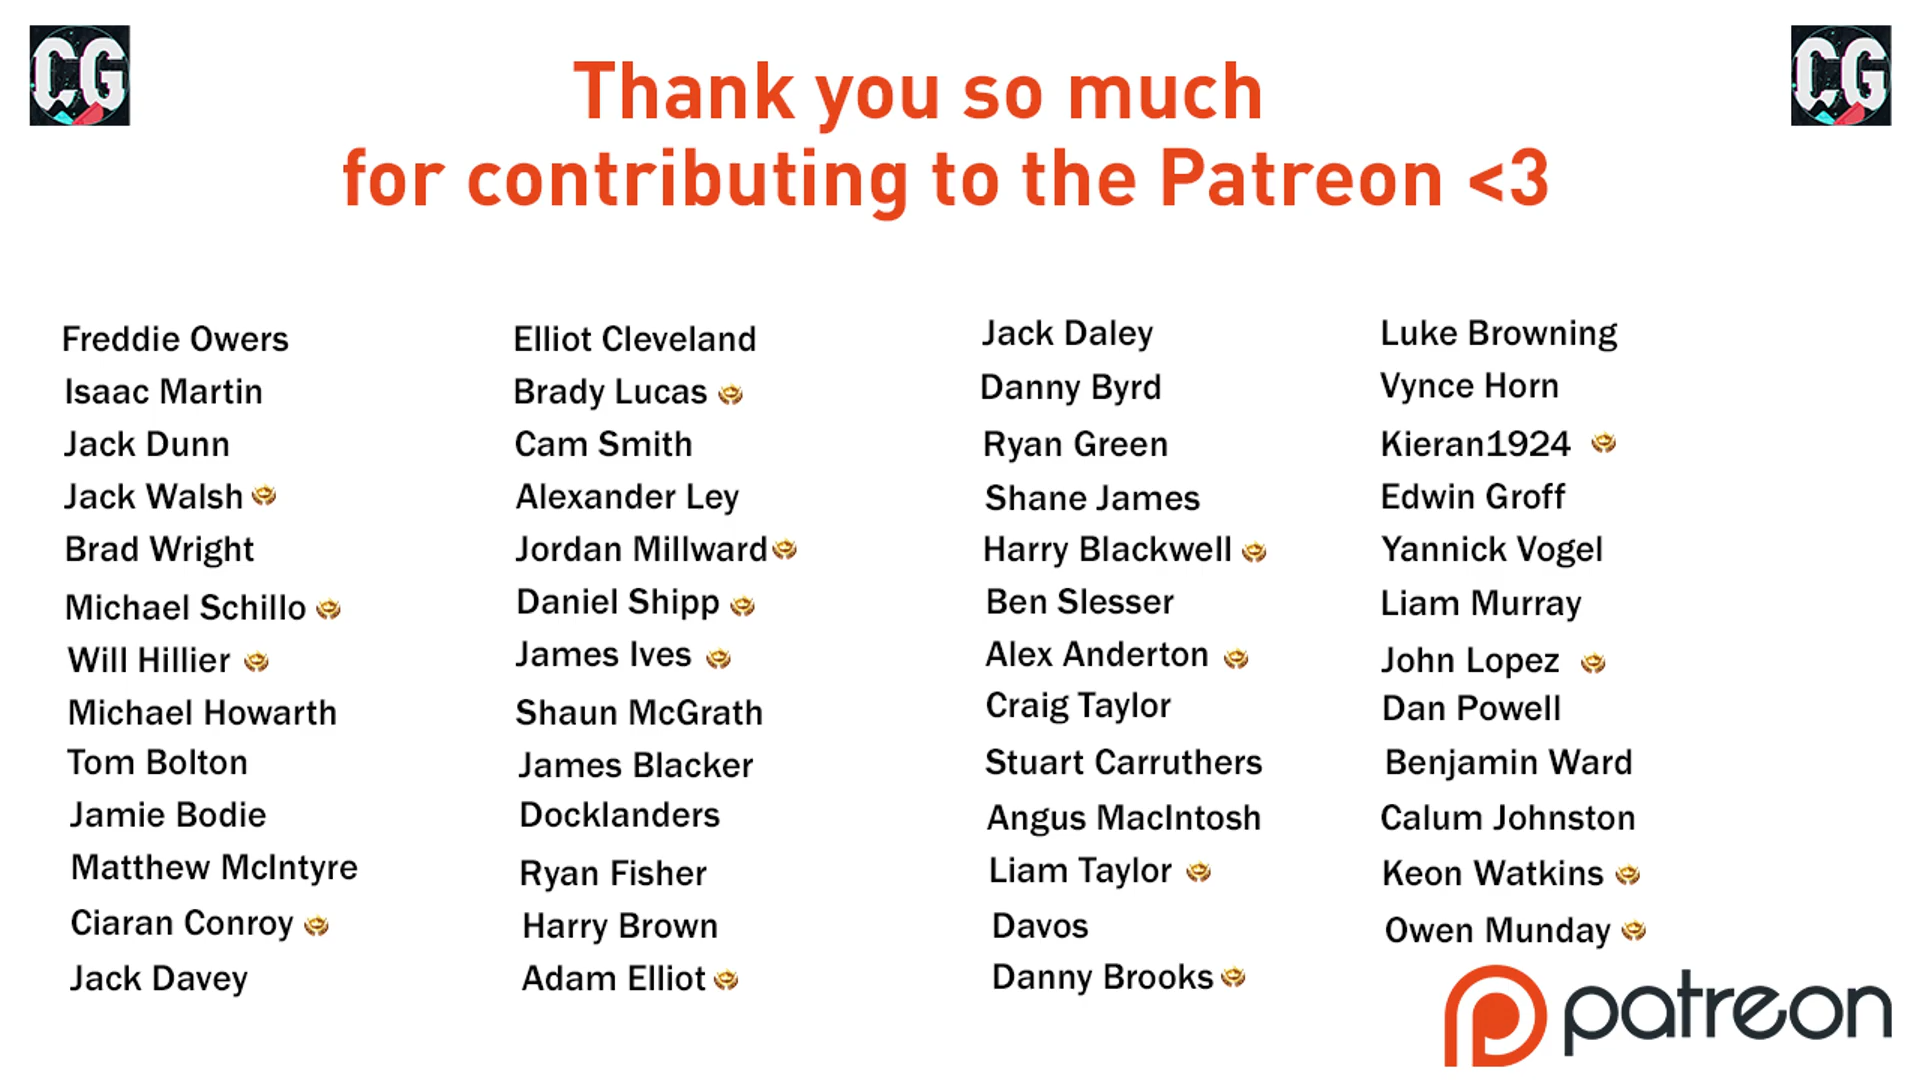 CG
CG
Thank you so much
for contributing to the Patreon <3
Freddie Owers
Isaac Martin
Jack Dunn
Jack Walsh
Brad Wright
Michael Schillo
Will Hillier
Michael Howarth
Tom Bolton
Jamie Bodie
Matthew McIntyre
Ciaran Conroy
Jack Davey
Elliot Cleveland
Brady Lucas
Cam Smith
Alexander Ley
Jordan Millward
Daniel Shipp
James Ives
Shaun McGrath
James Blacker
Docklanders
Ryan Fisher
Harry Brown
Adam Elliot
Jack Daley
Danny Byrd
Ryan Green
Shane James
Harry Blackwell
Ben Slesser
Alex Anderton
Craig Taylor
Stuart Carruthers
Angus MacIntosh
Liam Taylor
Davos
Danny Brooks
Luke Browning
Vynce Horn
Kieran1924
Edwin Groff
Yannick Vogel
Liam Murray
John Lopez
Dan Powell
Benjamin Ward
Calum Johnston
Keon Watkins
Owen Munday
patreon